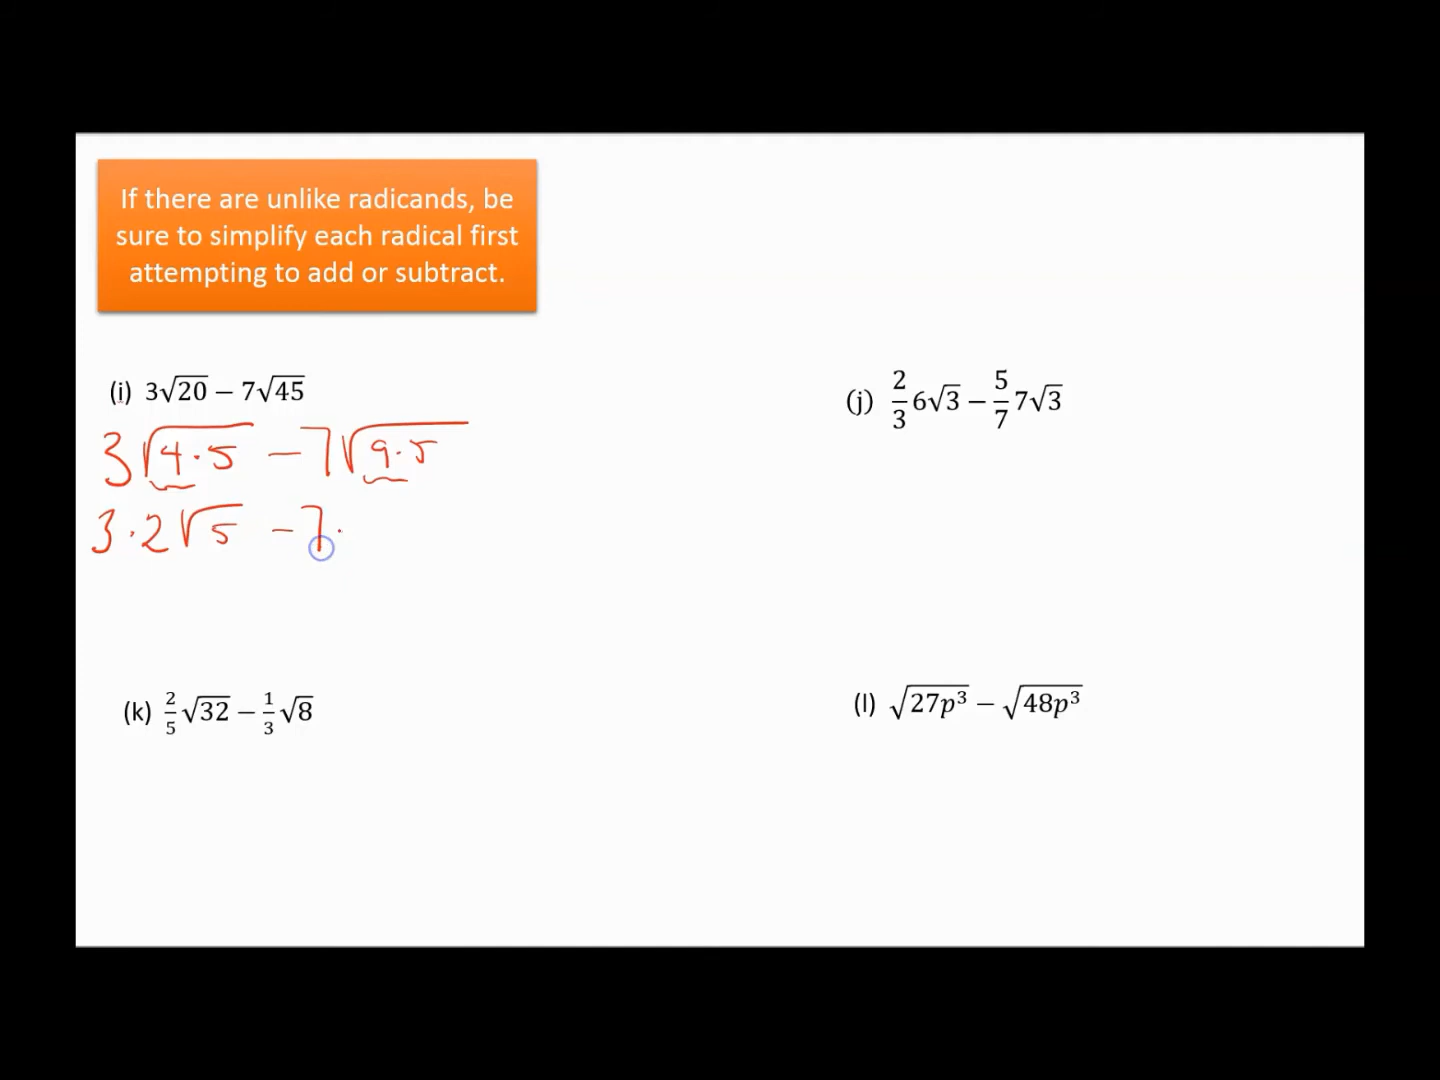 If there are unlike radicands, be
sure to simplify each radical first
attempting to add or subtract.
(i) 3√20 − 7√45
3√4·5 − 7√9·5
3·2√5 − 7·
(j) 2/3 6√3 − 5/7 7√3
(k) 2/5 √32 − 1/3 √8
(l) √27p³ − √48p³